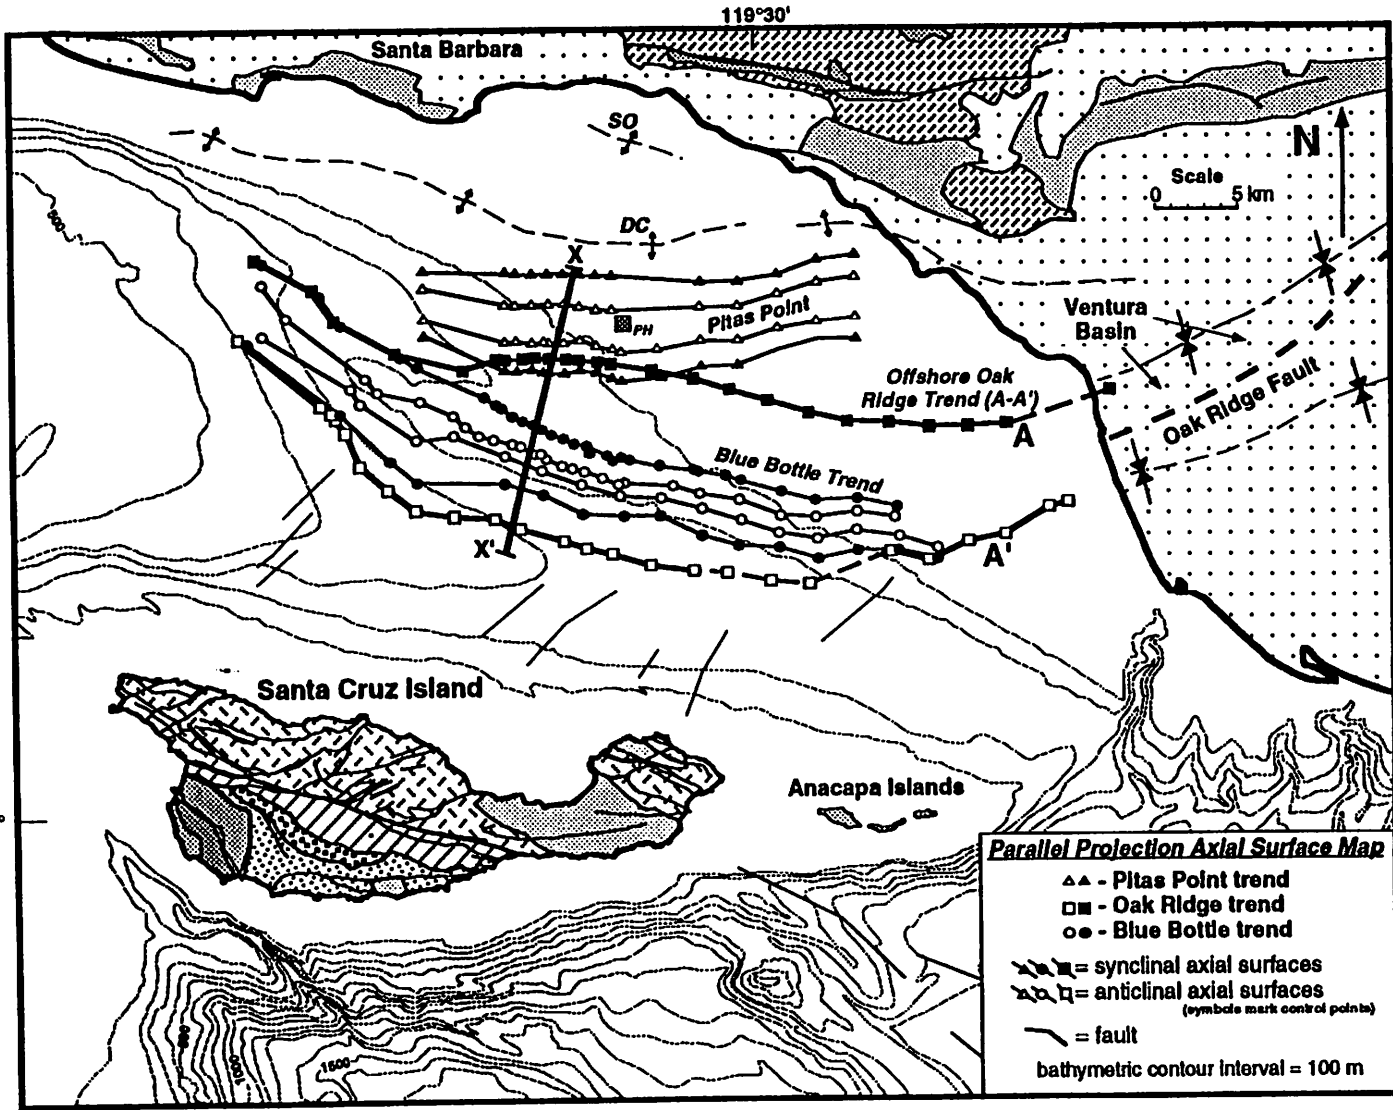 119°30'
Santa Barbara
SO
N
Scale
0 5 km
DC
X
500
PH
Pitas Point
Ventura
Basin
Offshore Oak
Ridge Trend (A-A')
A
Oak Ridge Fault
Blue Bottle Trend
X'
A'
Santa Cruz Island
Anacapa Islands
1000
1500
Parallel Projection Axial Surface Map
- Pitas Point trend
- Oak Ridge trend
- Blue Bottle trend
= synclinal axial surfaces
= anticlinal axial surfaces
(symbols mark control points)
= fault
bathymetric contour interval = 100 m